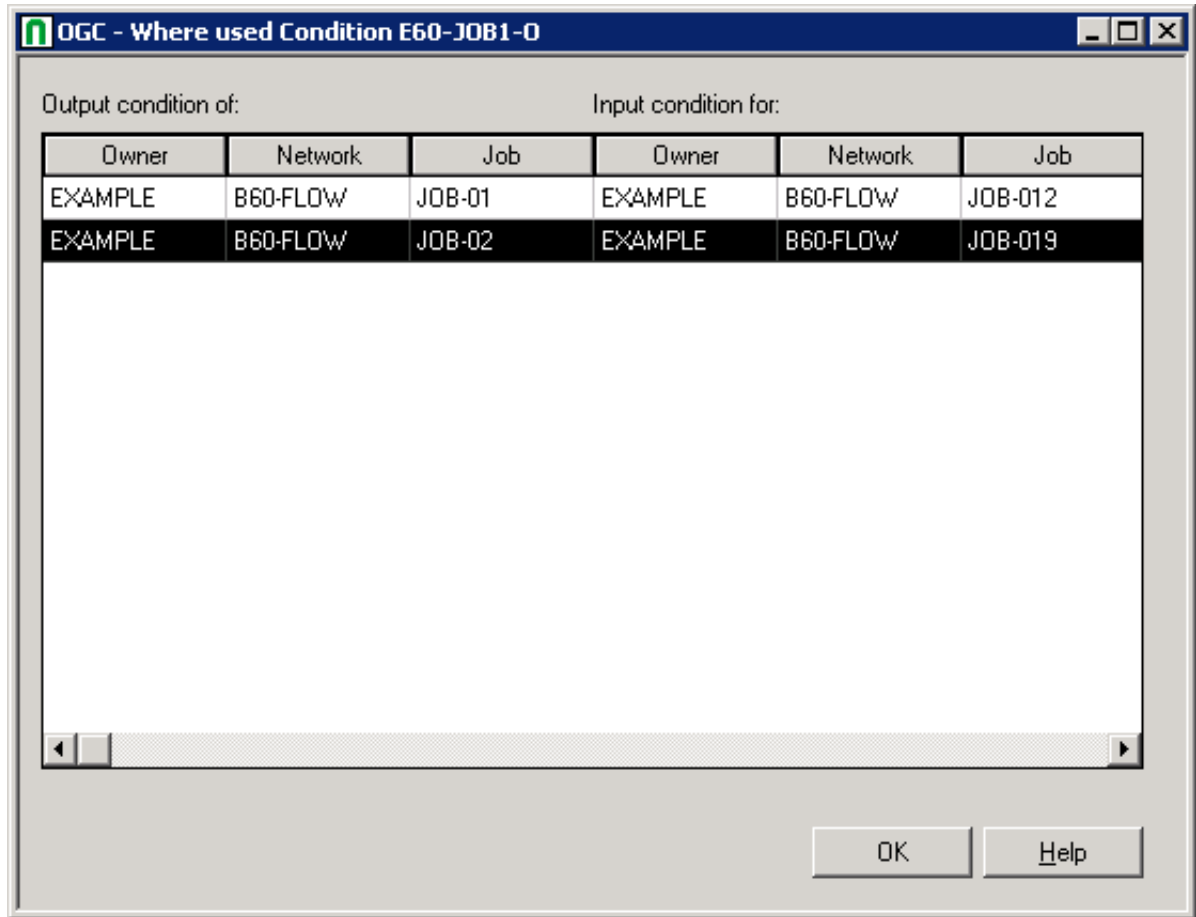 OGC - Where used Condition E60-JOB1-O
Output condition of: Input condition for:
Owner Network Job Owner Network Job
EXAMPLE B60-FLOW JOB-01 EXAMPLE B60-FLOW JOB-012
EXAMPLE B60-FLOW JOB-02 EXAMPLE B60-FLOW JOB-019
OK Help